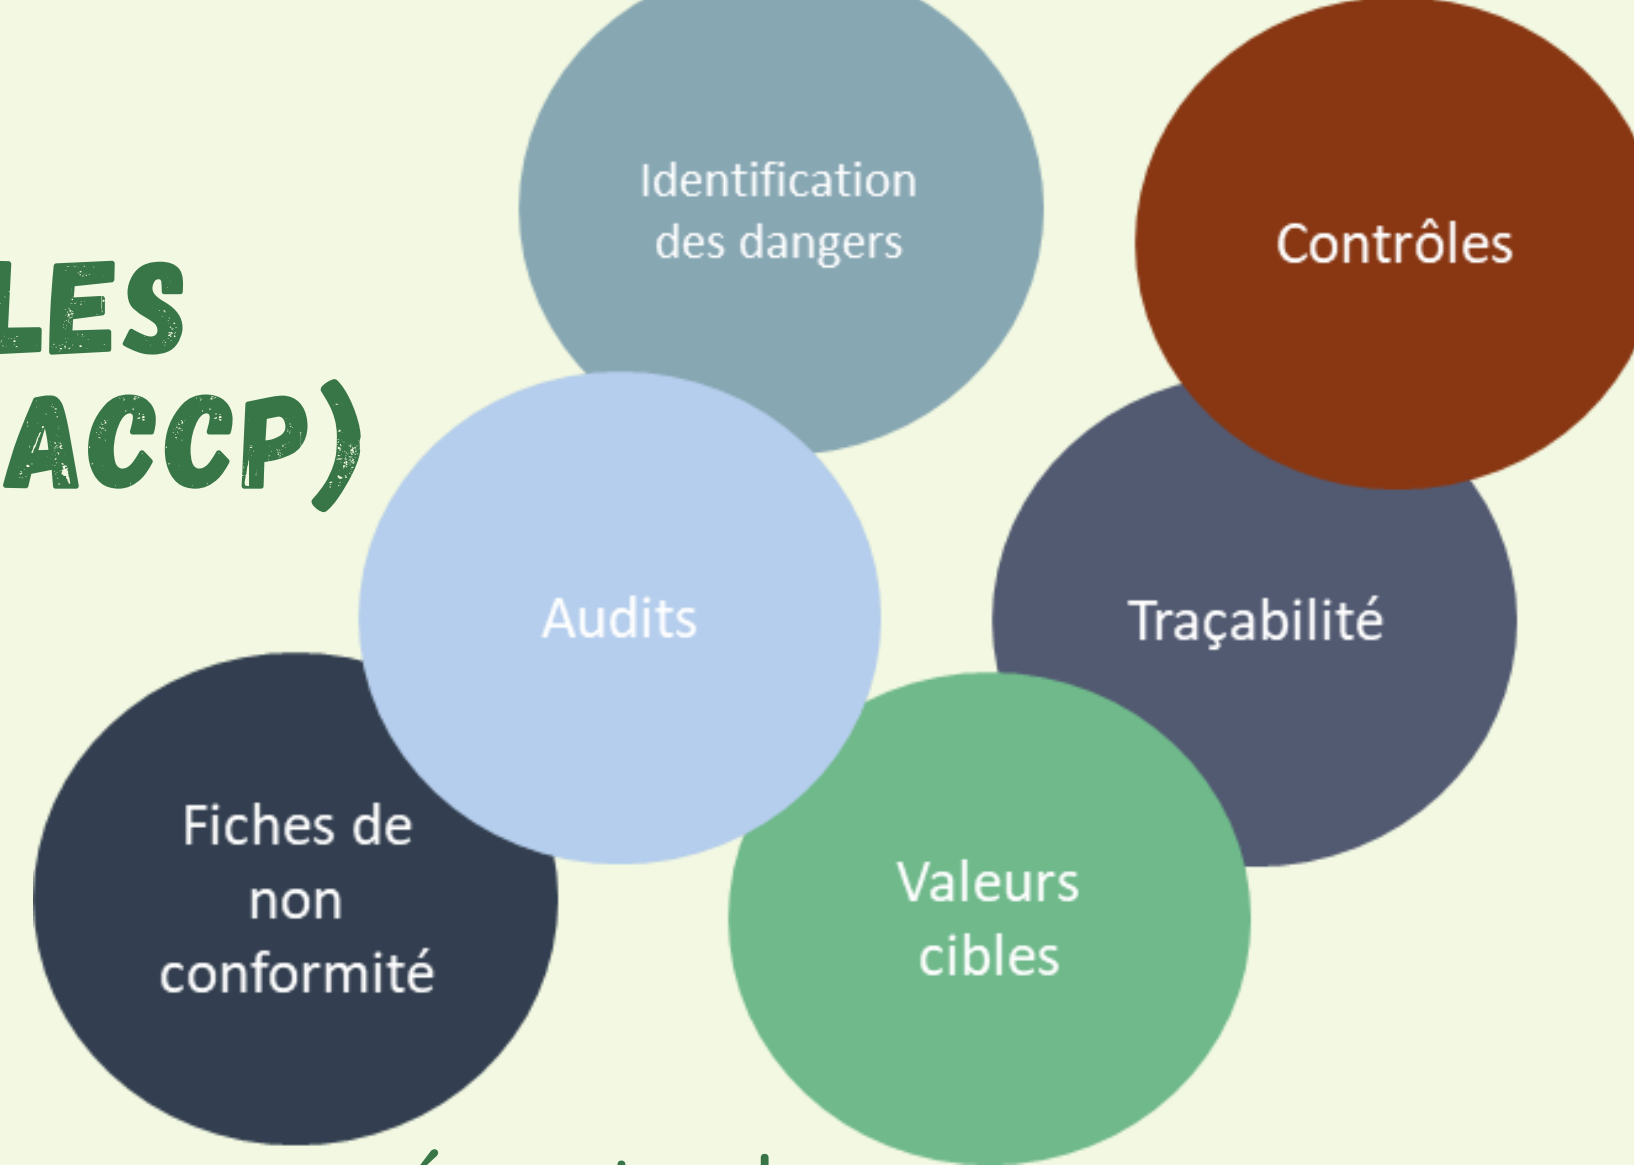 LES
ACCP)
Identification
des dangers
Contrôles
Audits
Traçabilité
Fiches de
non
conformité
Valeurs
cibles